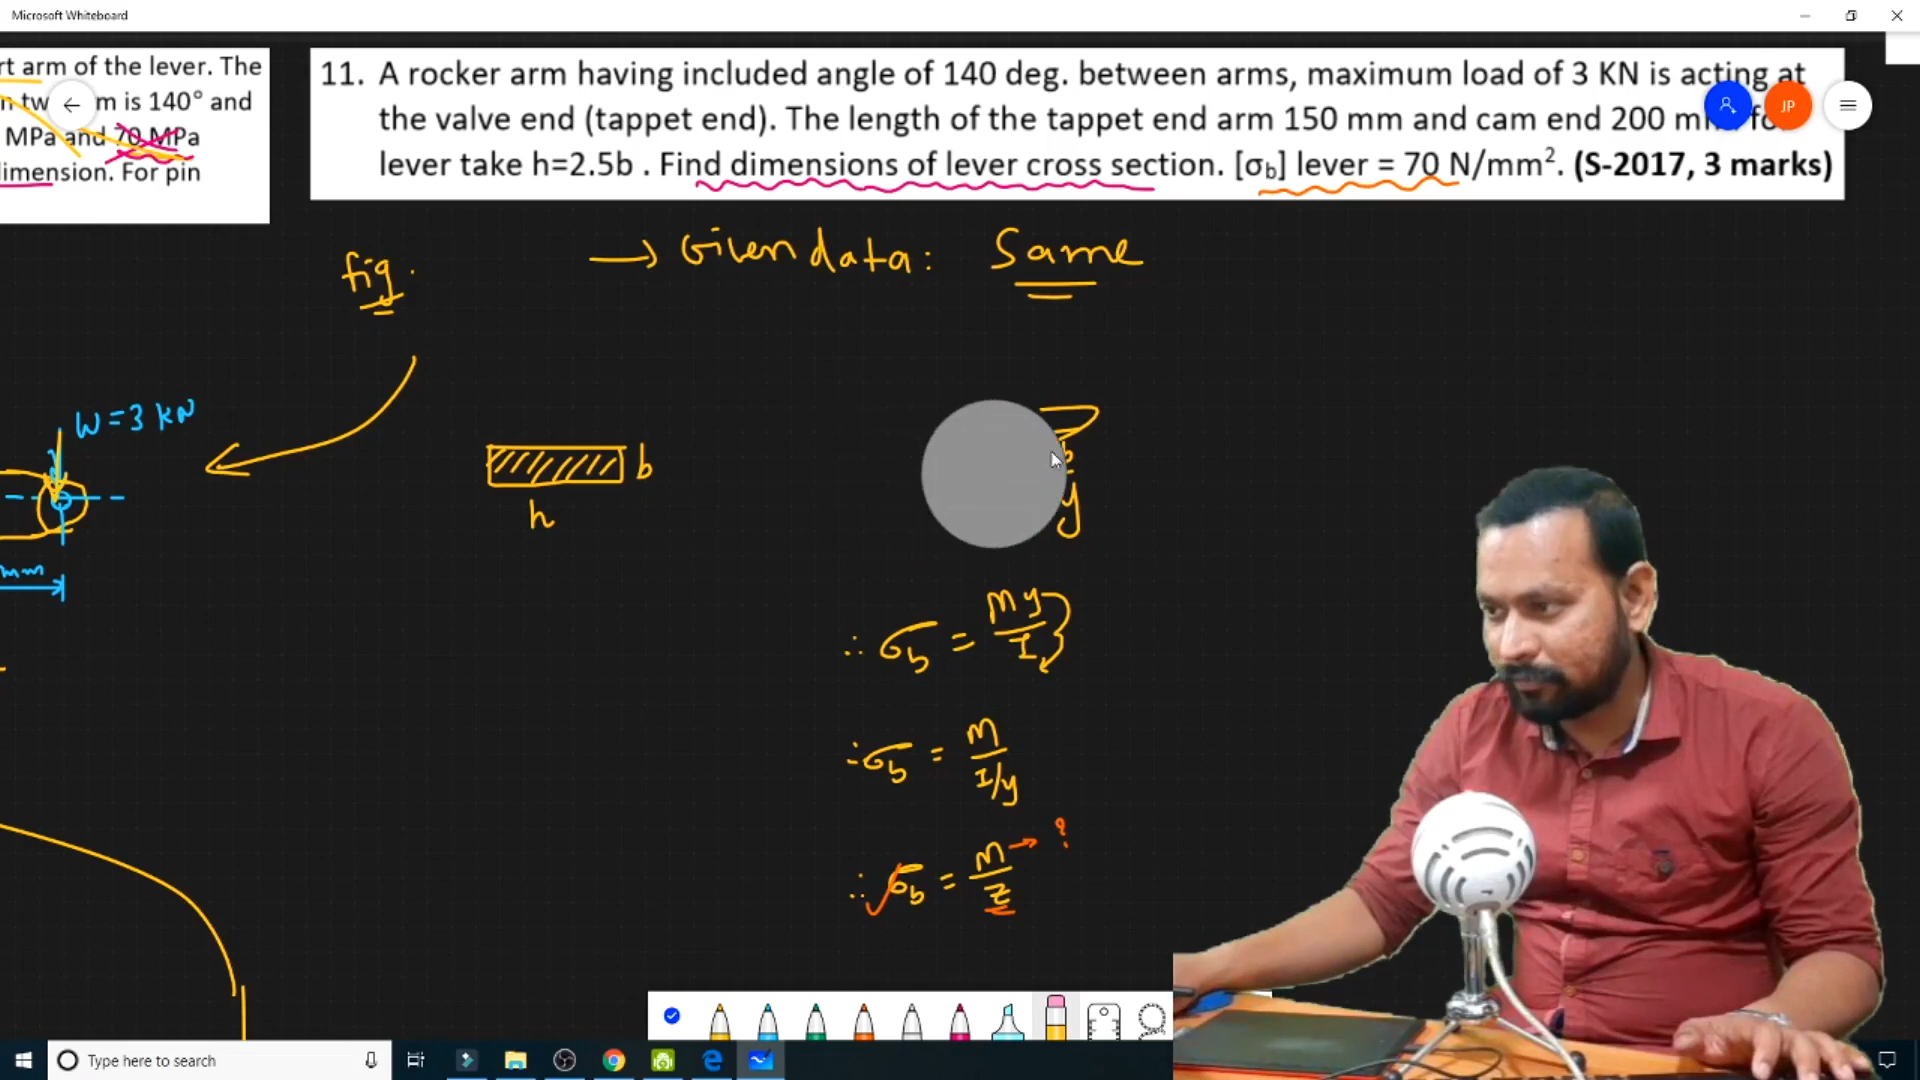 Microsoft Whiteboard
rt arm of the lever. The
m is 140° and
MPa and 70 MPa
imension. For pin
11. A rocker arm having included angle of 140 deg. between arms, maximum load of 3 KN is acting at
the valve end (tappet end). The length of the tappet end arm 150 mm and cam end 200 mm
lever take h=2.5b . Find dimensions of lever cross section. [σb] lever = 70 N/mm². (S-2017, 3 marks)
JP
fig.
→ Given data: Same
W = 3 kN
b
h
y
mm
∴ σb = My/I
∴ σb = M/I/y
∴ σb = M/Z → ?
Type here to search